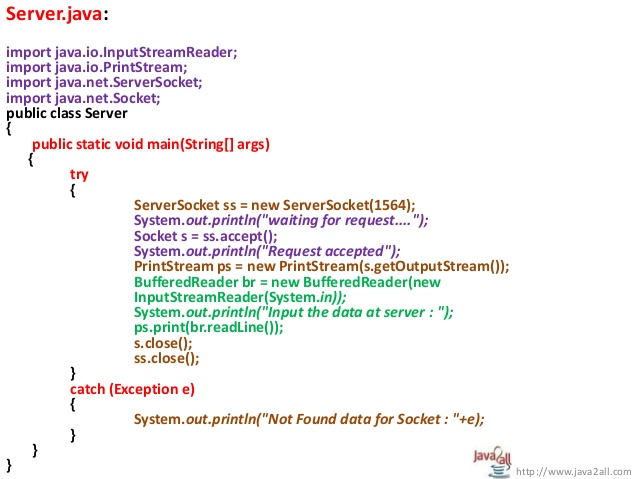 Server.java:
import java.io.InputStreamReader;
import java.io.PrintStream;
import java.net.ServerSocket;
import java.net.Socket;
public class Server
{
public static void main(String[] args)
{
try
{
ServerSocket ss = new ServerSocket(1564);
System.out.println("waiting for request....");
Socket s = ss.accept();
System.out.println("Request accepted");
PrintStream ps = new PrintStream(s.getOutputStream());
BufferedReader br = new BufferedReader(new
InputStreamReader(System.in));
System.out.println("Input the data at server : ");
ps.print(br.readLine());
s.close();
ss.close();
}
catch (Exception e)
{
System.out.println("Not Found data for Socket : "+e);
}
}
}
Java2all
http://www.java2all.com